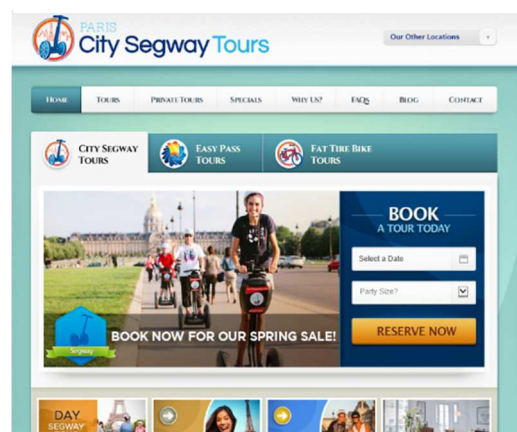 PARIS
City Segway Tours
Our Other Locations
HOME
TOURS
PRIVATE TOURS
SPECIALS
WHY US?
FAQS
BLOG
CONTACT
CITY SEGWAY
TOURS
EASY PASS
TOURS
FAT TIRE BIKE
TOURS
BOOK
A TOUR TODAY
Select a Date
Party Size?
RESERVE NOW
BOOK NOW FOR OUR SPRING SALE!
Segway
DAY
SEGWAY